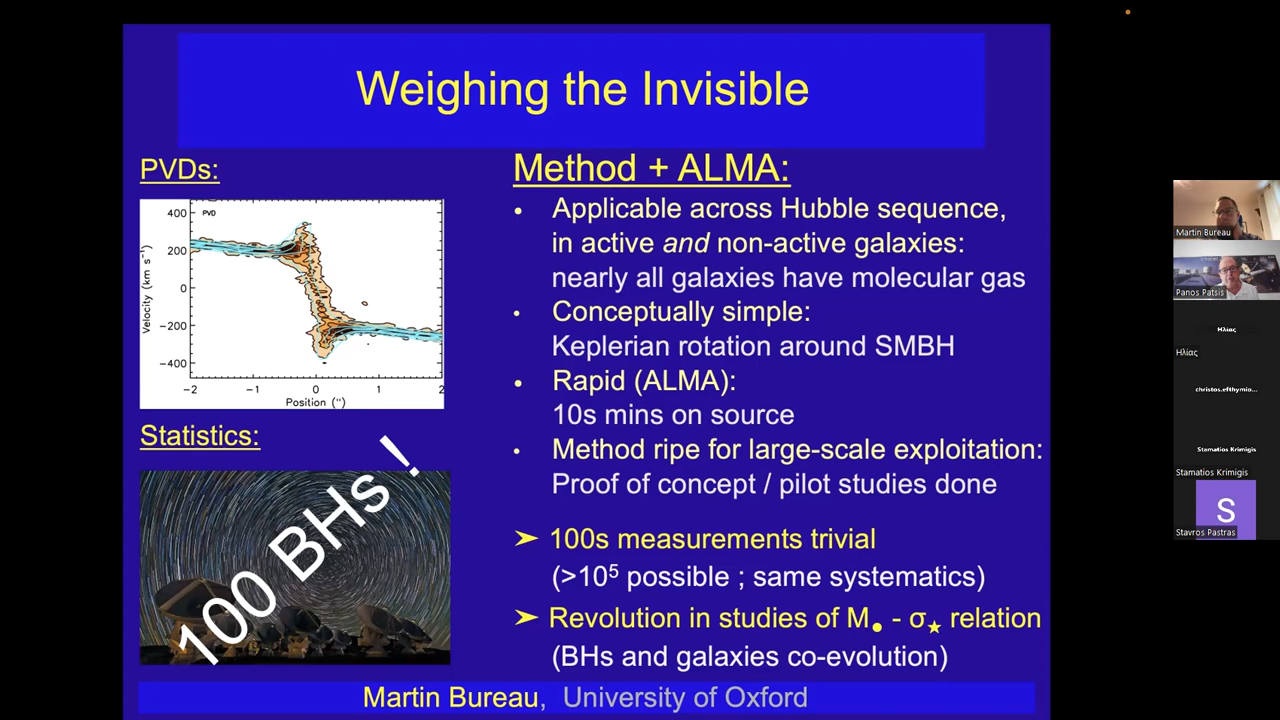 Weighing the Invisible
PVDs:
PVD
400
200
0
−200
−400
Velocity (km s⁻¹)
−2
−1
0
1
2
Position (")
Statistics:
100 BHs !
Method + ALMA:
• Applicable across Hubble sequence,
in active and non-active galaxies:
nearly all galaxies have molecular gas
• Conceptually simple:
Keplerian rotation around SMBH
• Rapid (ALMA):
10s mins on source
• Method ripe for large-scale exploitation:
Proof of concept / pilot studies done
➢ 100s measurements trivial
(>10⁵ possible ; same systematics)
➢ Revolution in studies of M● - σ★ relation
(BHs and galaxies co-evolution)
Martin Bureau, University of Oxford
Martin Bureau
Panos Patsis
Ηλίας
Ηλίας
christos.efthymio...
Stamatios Krimigis
Stamatios Krimigis
S
Stavros Pastras